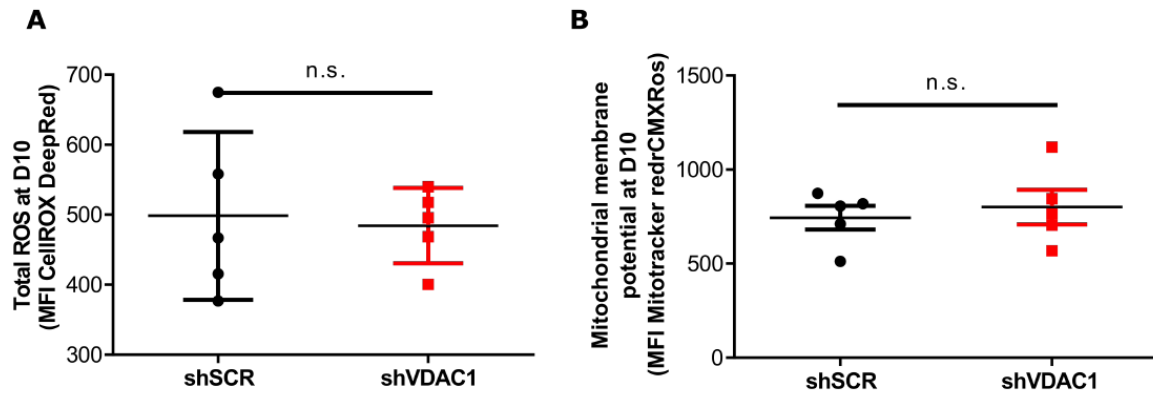 A
Total ROS at D10
(MFI CellROX DeepRed)
700
600
500
400
300
n.s.
shSCR
shVDAC1
B
Mitochondrial membrane
potential at D10
(MFI Mitotracker redrCMXRos)
1500
1000
500
0
n.s.
shSCR
shVDAC1